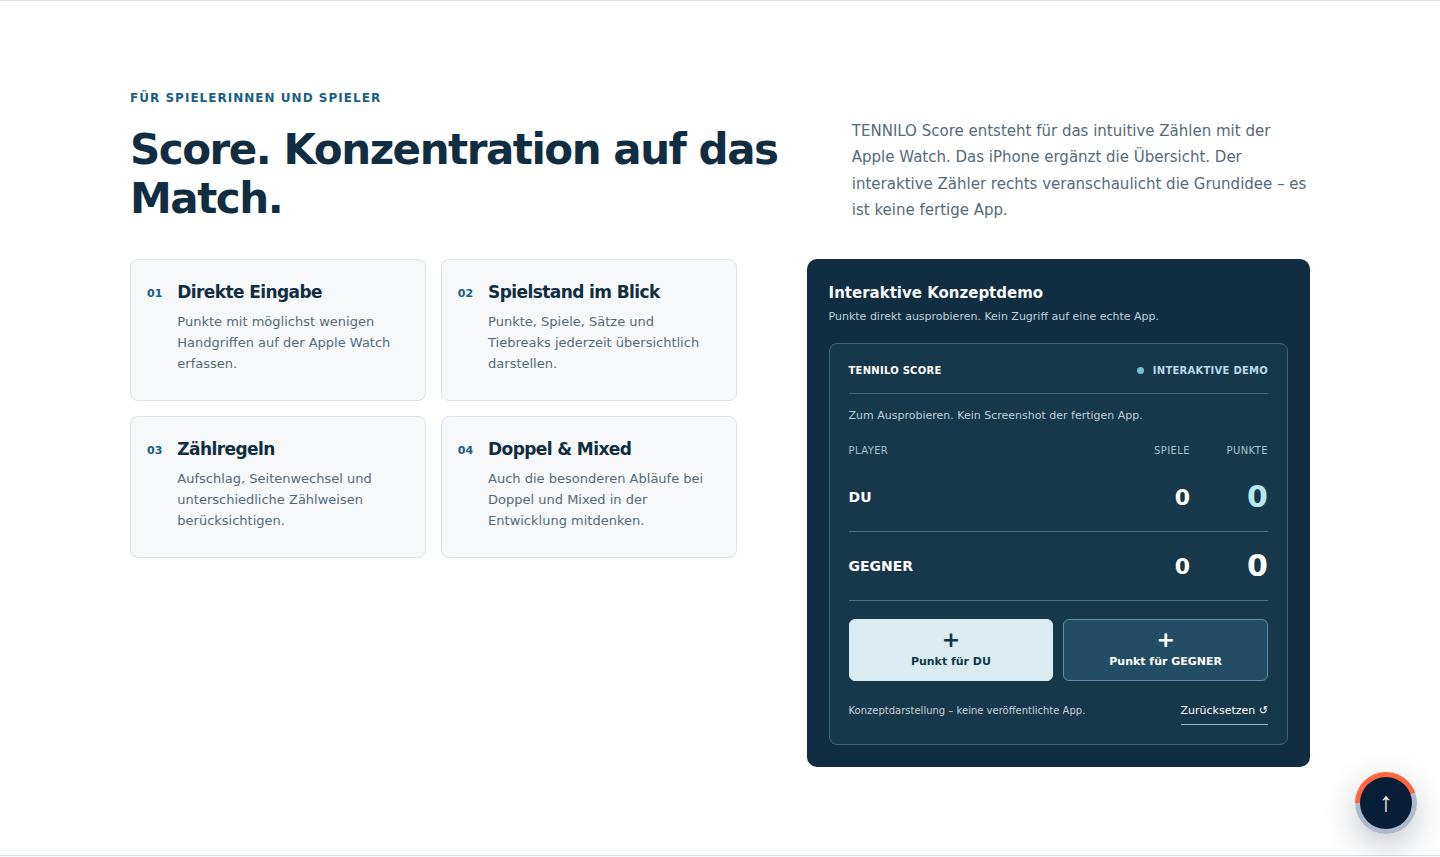 FÜR SPIELERINNEN UND SPIELER
Score. Konzentration auf das
Match.
TENNILO Score entsteht für das intuitive Zählen mit der
Apple Watch. Das iPhone ergänzt die Übersicht. Der
interaktive Zähler rechts veranschaulicht die Grundidee – es
ist keine fertige App.
01 Direkte Eingabe
Punkte mit möglichst wenigen
Handgriffen auf der Apple Watch
erfassen.
02 Spielstand im Blick
Punkte, Spiele, Sätze und
Tiebreaks jederzeit übersichtlich
darstellen.
03 Zählregeln
Aufschlag, Seitenwechsel und
unterschiedliche Zählweisen
berücksichtigen.
04 Doppel & Mixed
Auch die besonderen Abläufe bei
Doppel und Mixed in der
Entwicklung mitdenken.
Interaktive Konzeptdemo
Punkte direkt ausprobieren. Kein Zugriff auf eine echte App.
TENNILO SCORE INTERAKTIVE DEMO
Zum Ausprobieren. Kein Screenshot der fertigen App.
PLAYER SPIELE PUNKTE
DU 0 0
GEGNER 0 0
+
Punkt für DU
+
Punkt für GEGNER
Konzeptdarstellung – keine veröffentlichte App. Zurücksetzen ↺
↑